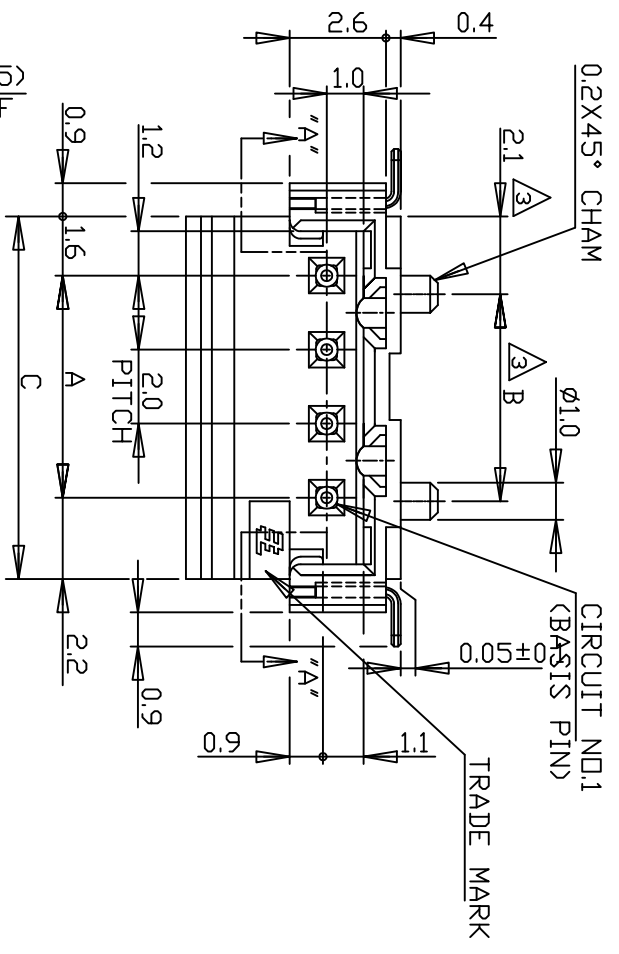 2.6
0.4
1.0
5)
F
0.2X45° CHAM
0.9
1.2
"A"
2.1
3
1.6
3
B
Ø1.0
PITCH
2.0
A
C
CIRCUIT NO.1
(BASIS PIN)
0.05±0
2.2
0.9
"A"
0.9
1.1
TRADE MARK